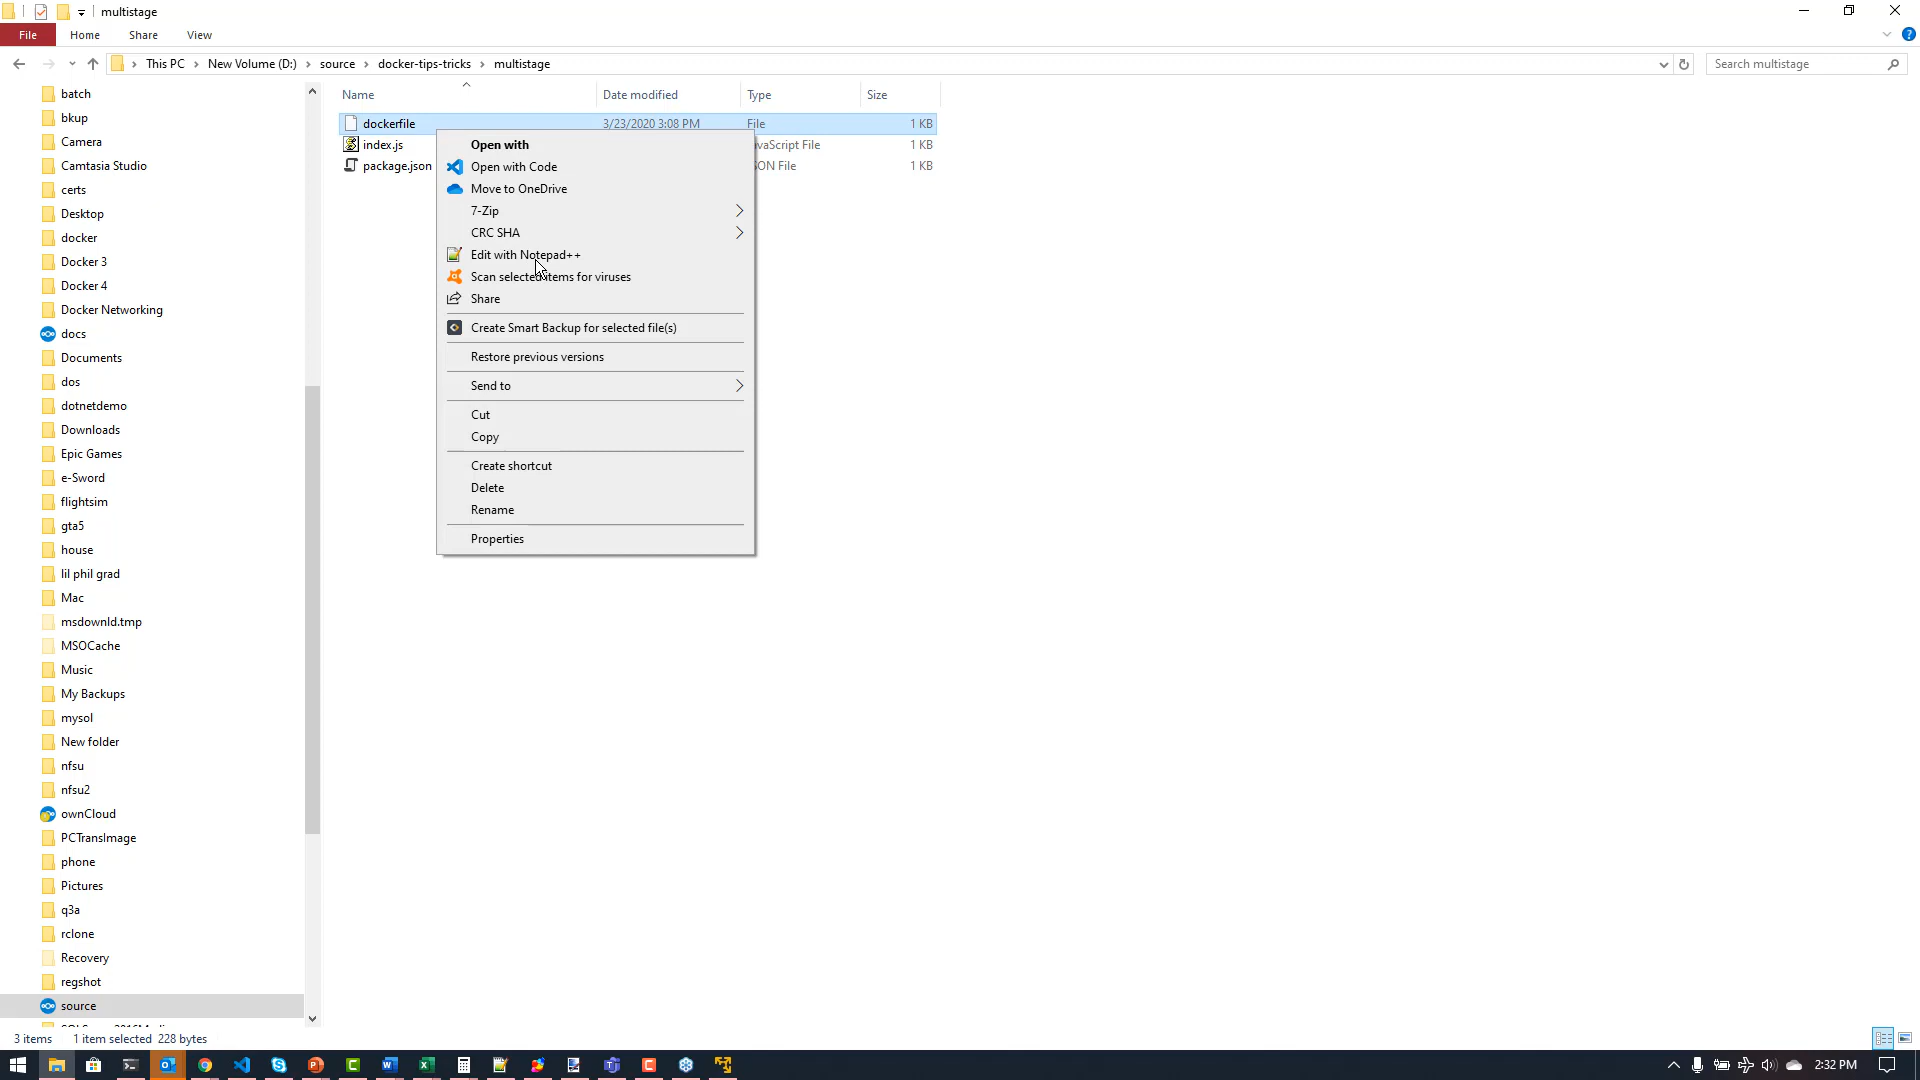 multistage
File
Home
Share
View
This PC
New Volume (D:)
source
docker-tips-tricks
multistage
Search multistage
Name
Date modified
Type
Size
dockerfile
3/23/2020 3:08 PM
File
1 KB
index.js
vaScript File
1 KB
package.json
ON File
1 KB
batch
bkup
Camera
Camtasia Studio
certs
Desktop
docker
Docker 3
Docker 4
Docker Networking
docs
Documents
dos
dotnetdemo
Downloads
Epic Games
e-Sword
flightsim
gta5
house
lil phil grad
Mac
msdownld.tmp
MSOCache
Music
My Backups
mysol
New folder
nfsu
nfsu2
ownCloud
PCTransImage
phone
Pictures
q3a
rclone
Recovery
regshot
source
Open with
Open with Code
Move to OneDrive
7-Zip
CRC SHA
Edit with Notepad++
Scan selected items for viruses
Share
Create Smart Backup for selected file(s)
Restore previous versions
Send to
Cut
Copy
Create shortcut
Delete
Rename
Properties
3 items
1 item selected 228 bytes
2:32 PM